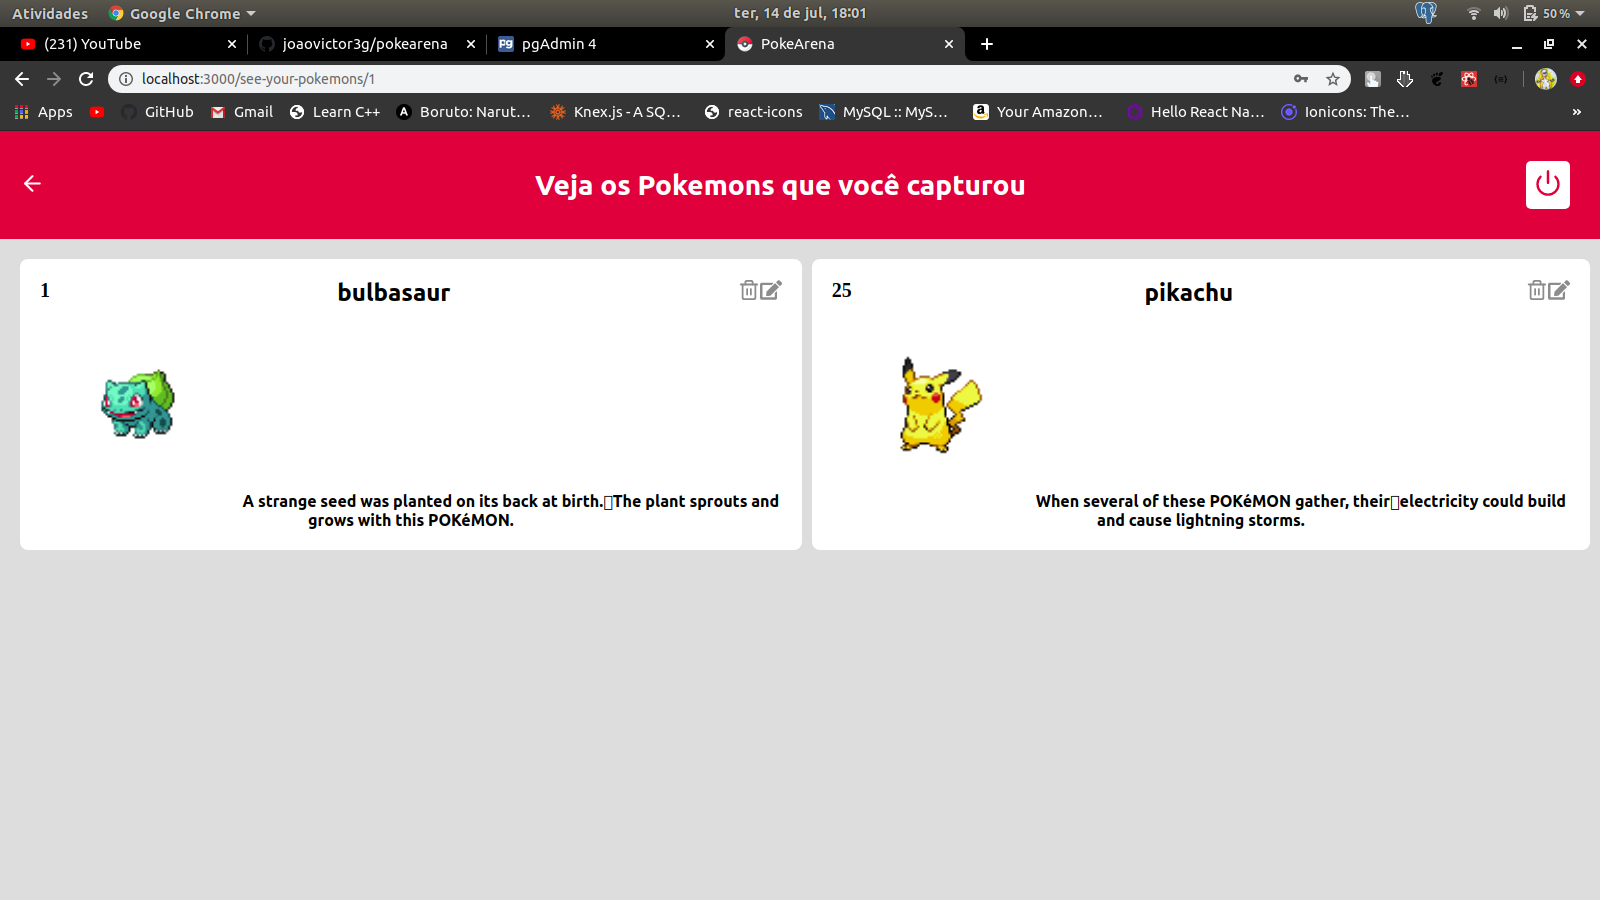 Atividades Google Chrome ter, 14 de jul, 18:01 50 %
(231) YouTube joaovictor3g/pokearena pgAdmin 4 PokeArena
localhost:3000/see-your-pokemons/1
Apps GitHub Gmail Learn C++ Boruto: Narut… Knex.js - A SQ… react-icons MySQL :: MyS… Your Amazon… Hello React Na… Ionicons: The… »
Veja os Pokemons que você capturou
1 bulbasaur
A strange seed was planted on its back at birth.▯The plant sprouts and
grows with this POKéMON.
25 pikachu
When several of these POKéMON gather, their▯electricity could build
and cause lightning storms.